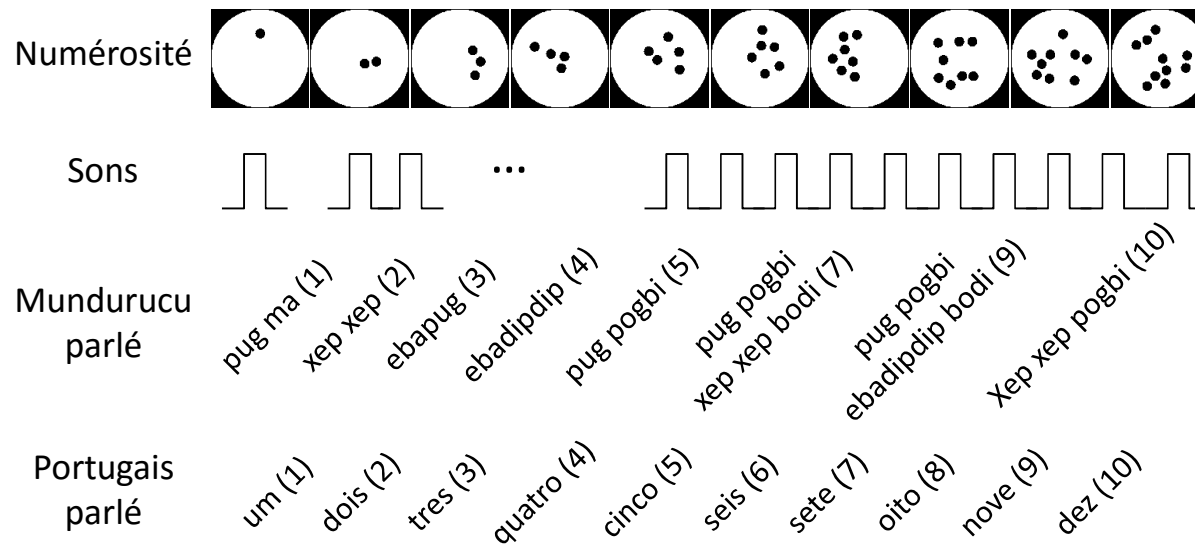 Numérosité
Sons
...
Mundurucu
parlé
pug ma (1)
xep xep (2)
ebapug (3)
ebadipdip (4)
pug pogbi (5)
pug pogbi
xep xep bodi (7)
pug pogbi
ebadipdip bodi (9)
Xep xep pogbi (10)
Portugais
parlé
um (1)
dois (2)
tres (3)
quatro (4)
cinco (5)
seis (6)
sete (7)
oito (8)
nove (9)
dez (10)